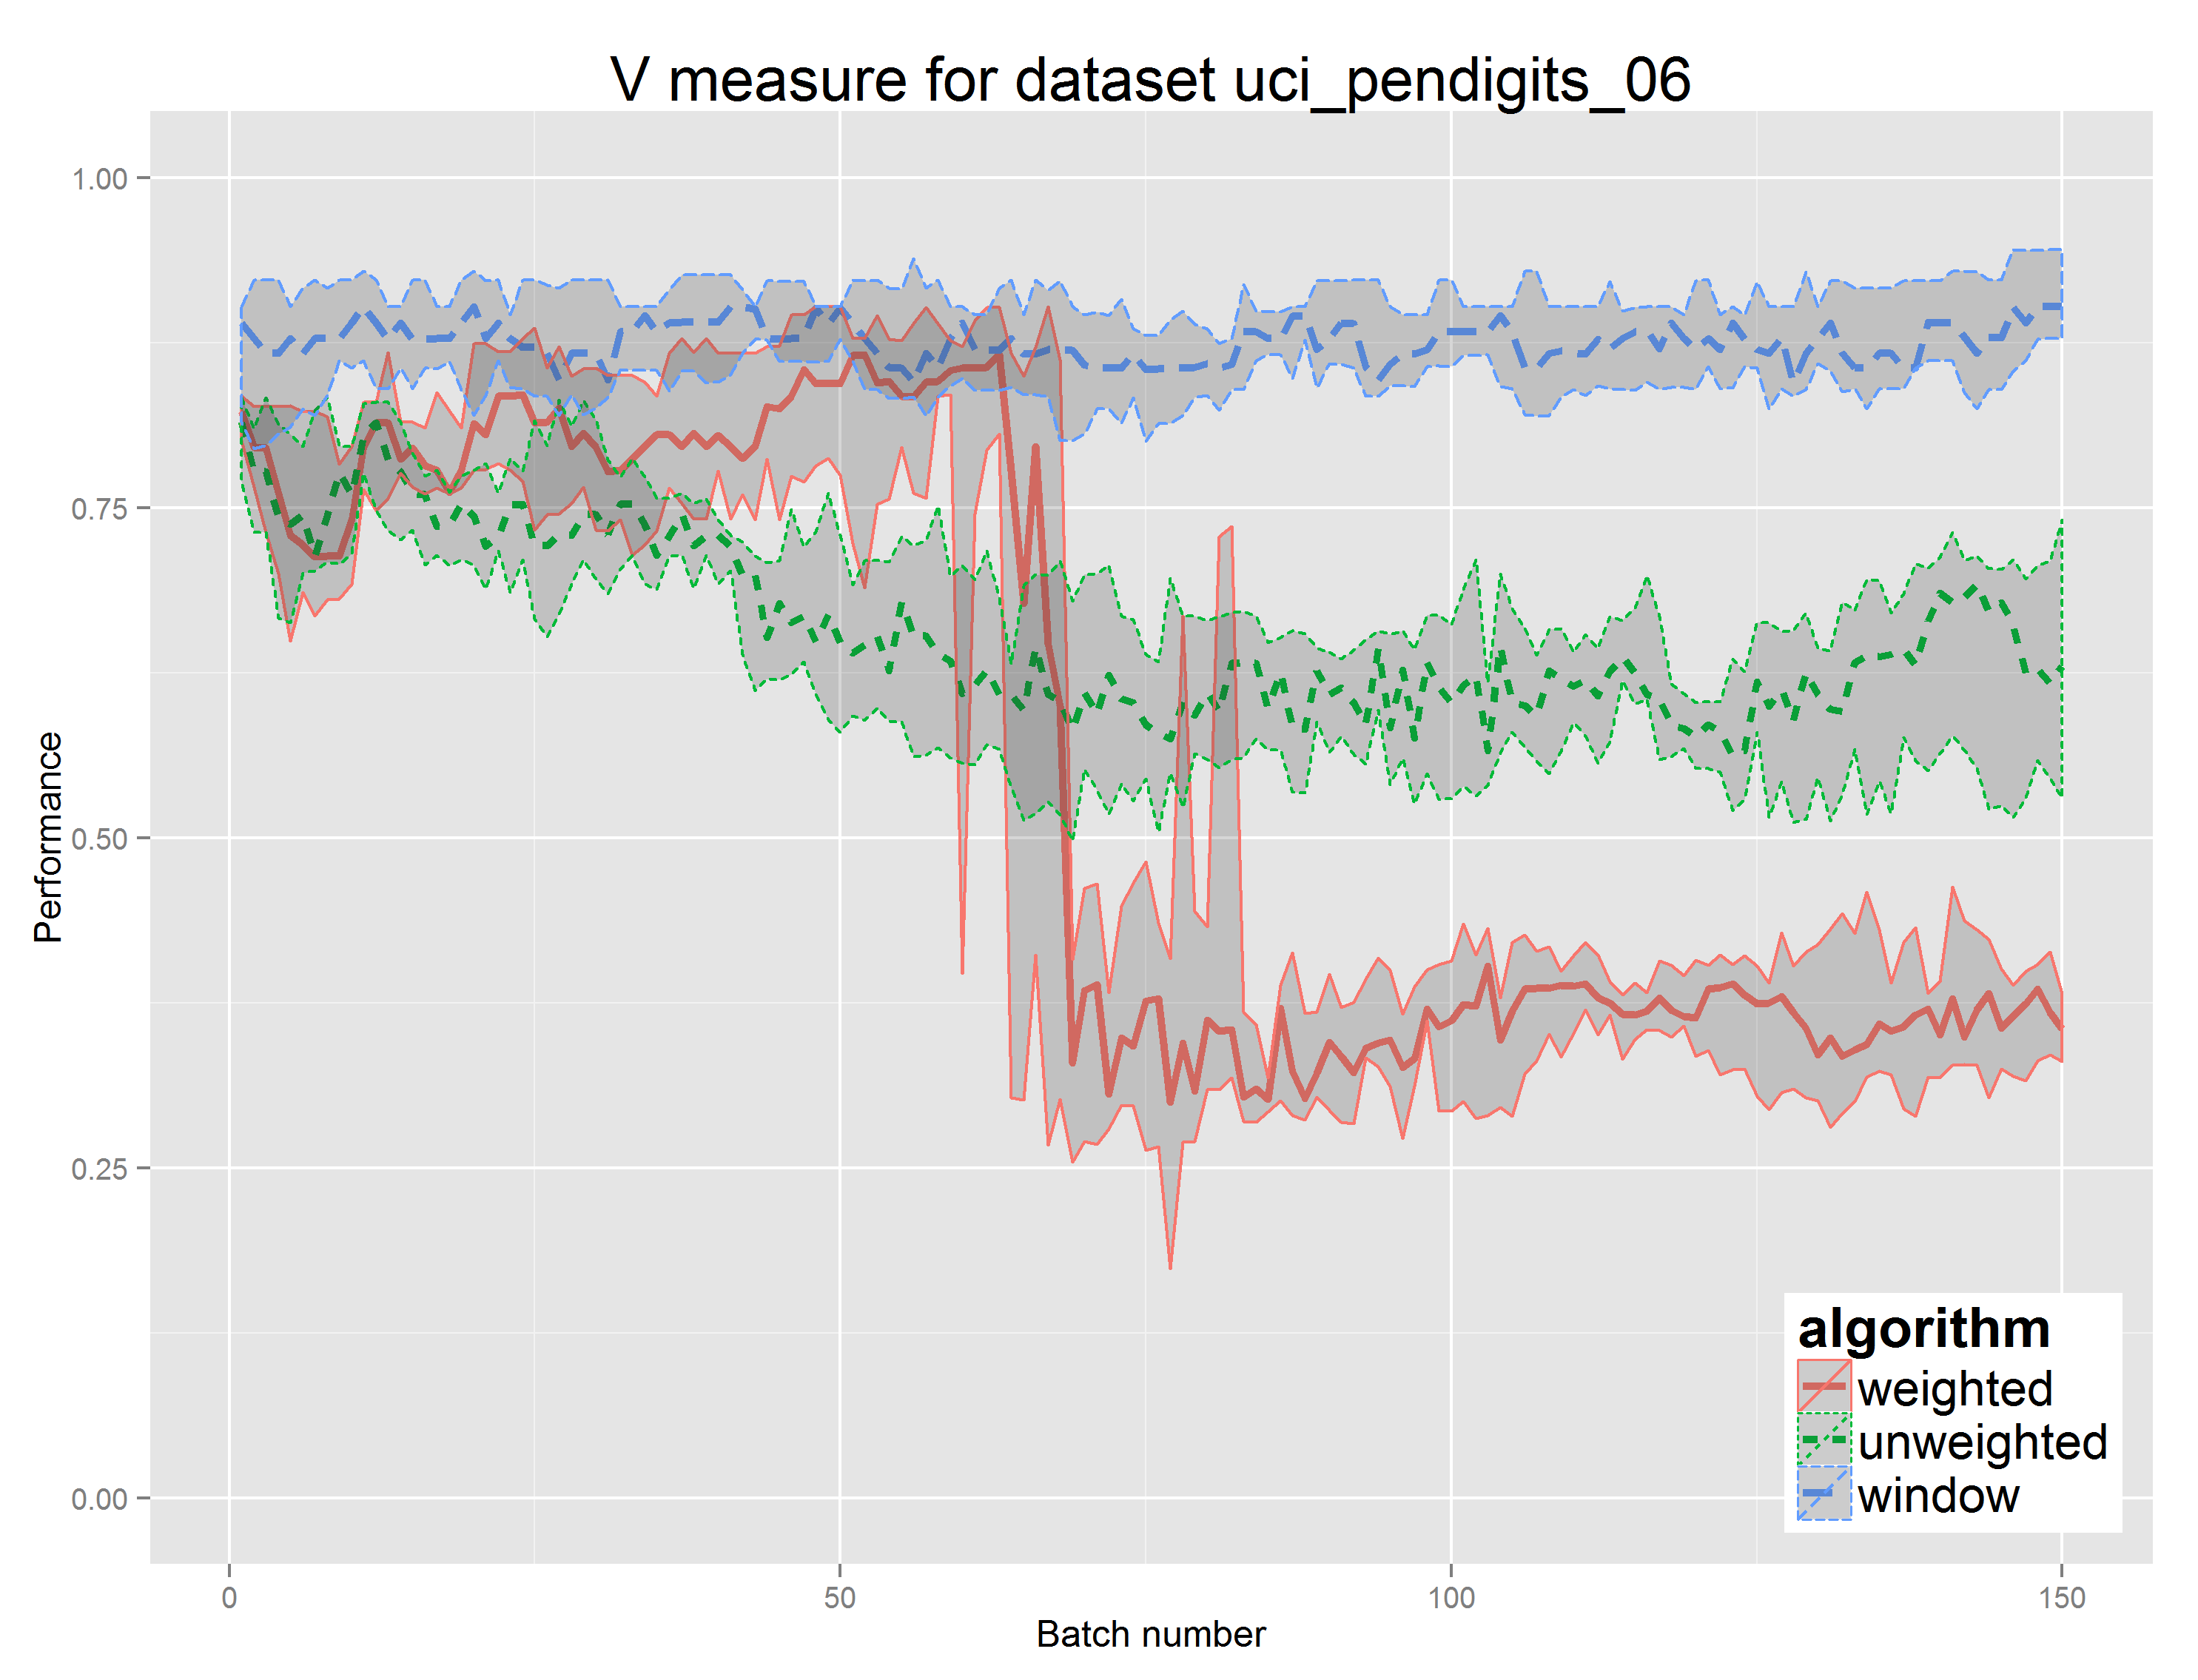 V measure for dataset uci_pendigits_06
1.00
0.75
0.50
0.25
0.00
Performance
0
50
100
150
Batch number
algorithm
weighted
unweighted
window